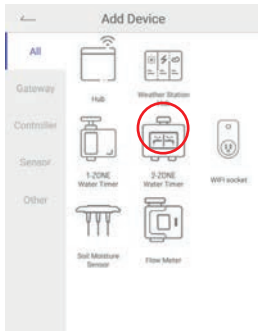 Add Device
All
Gateway
Controller
Sensor
Other
Hub
Weather Station
Hub
1-ZONE
Water Timer
2-ZONE
Water Timer
WIFI socket
Soil Moisture
Sensor
Flow Meter